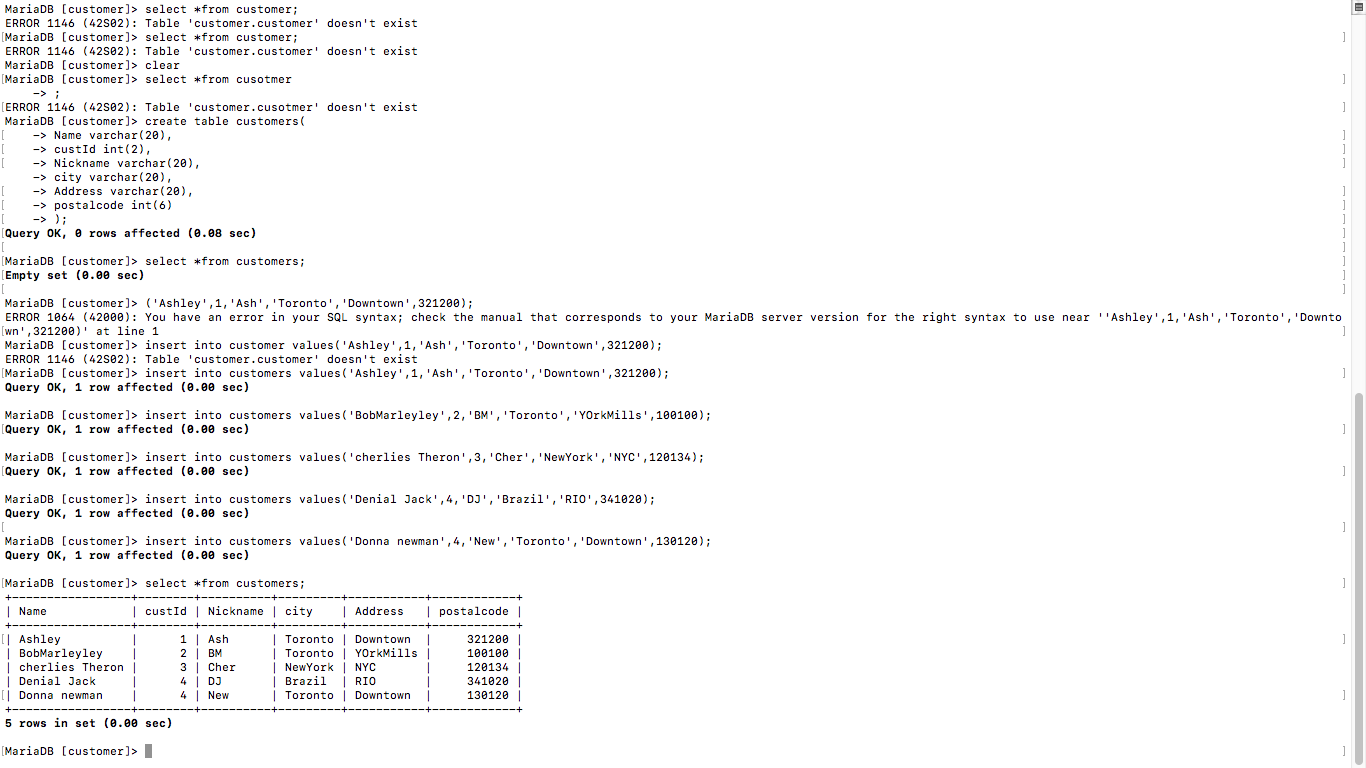 MariaDB [customer]> select *from customer;
ERROR 1146 (42S02): Table 'customer.customer' doesn't exist
[MariaDB [customer]> select *from customer; ]
ERROR 1146 (42S02): Table 'customer.customer' doesn't exist
MariaDB [customer]> clear
[MariaDB [customer]> select *from cusotmer ]
    -> ;
[ERROR 1146 (42S02): Table 'customer.cusotmer' doesn't exist ]
MariaDB [customer]> create table customers(
[    -> Name varchar(20), ]
[    -> custId int(2), ]
[    -> Nickname varchar(20), ]
    -> city varchar(20),
[    -> Address varchar(20), ]
[    -> postalcode int(6) ]
[    -> ); ]
[Query OK, 0 rows affected (0.08 sec) ]
[ ]
[MariaDB [customer]> select *from customers; ]
[Empty set (0.00 sec) ]
[ ]
MariaDB [customer]> ('Ashley',1,'Ash','Toronto','Downtown',321200);
ERROR 1064 (42000): You have an error in your SQL syntax; check the manual that corresponds to your MariaDB server version for the right syntax to use near ''Ashley',1,'Ash','Toronto','Downto
[wn',321200)' at line 1 ]
MariaDB [customer]> insert into customer values('Ashley',1,'Ash','Toronto','Downtown',321200);
ERROR 1146 (42S02): Table 'customer.customer' doesn't exist
[MariaDB [customer]> insert into customers values('Ashley',1,'Ash','Toronto','Downtown',321200); ]
Query OK, 1 row affected (0.00 sec)
MariaDB [customer]> insert into customers values('BobMarleyley',2,'BM','Toronto','YOrkMills',100100);
[Query OK, 1 row affected (0.00 sec) ]
MariaDB [customer]> insert into customers values('cherlies Theron',3,'Cher','NewYork','NYC',120134);
[Query OK, 1 row affected (0.00 sec) ]
MariaDB [customer]> insert into customers values('Denial Jack',4,'DJ','Brazil','RIO',341020);
Query OK, 1 row affected (0.00 sec)
[ ]
MariaDB [customer]> insert into customers values('Donna newman',4,'New','Toronto','Downtown',130120);
Query OK, 1 row affected (0.00 sec)
[MariaDB [customer]> select *from customers; ]
+-----------------+--------+----------+---------+-----------+------------+
| Name            | custId | Nickname | city    | Address   | postalcode |
+-----------------+--------+----------+---------+-----------+------------+
[| Ashley          |      1 | Ash      | Toronto | Downtown  |     321200 | ]
| BobMarleyley    |      2 | BM       | Toronto | YOrkMills |     100100 |
| cherlies Theron |      3 | Cher     | NewYork | NYC       |     120134 |
| Denial Jack     |      4 | DJ       | Brazil  | RIO       |     341020 |
[| Donna newman    |      4 | New      | Toronto | Downtown  |     130120 | ]
+-----------------+--------+----------+---------+-----------+------------+
5 rows in set (0.00 sec)
[MariaDB [customer]> ]